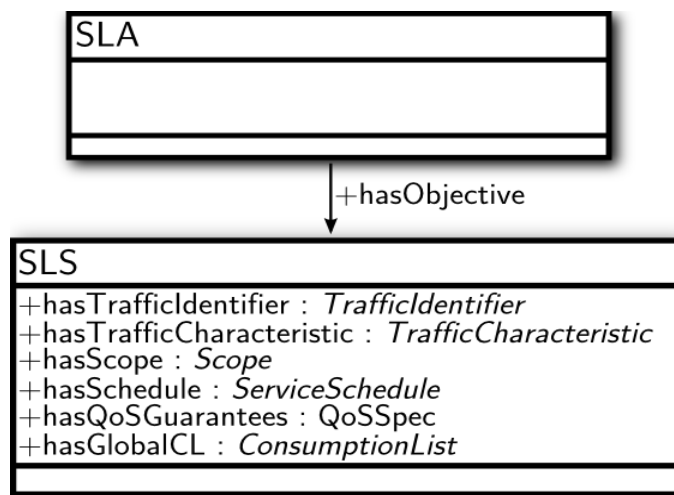 SLA
+hasObjective
SLS
+hasTrafficIdentifier : TrafficIdentifier
+hasTrafficCharacteristic : TrafficCharacteristic
+hasScope : Scope
+hasSchedule : ServiceSchedule
+hasQoSGuarantees : QoSSpec
+hasGlobalCL : ConsumptionList